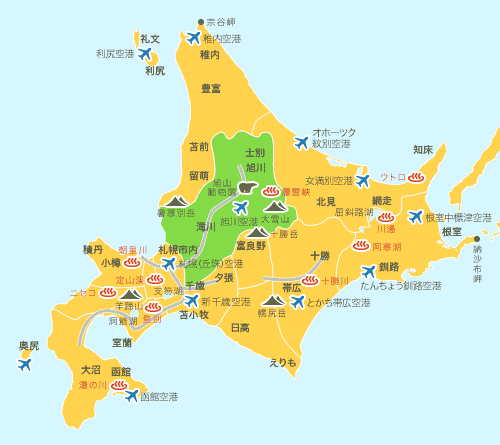 宗谷岬
礼文
稚内空港
利尻空港
稚内
利尻
豊富
オホーツク
紋別空港
苫前
士別
知床
旭川
留萌
旭山
動物園
層雲峡
女満別空港
ウトロ
暑寒別岳
網走
北見
大雪山
屈斜路湖
根室中標津空港
旭川空港
滝川
川湯
根室
十勝岳
納沙布岬
富良野
阿寒湖
積丹
朝里川
札幌市内
小樽
札幌(丘珠)空港
十勝
釧路
定山渓
夕張
十勝川
たんちょう釧路空港
ニセコ
支笏湖
千歳
帯広
羊蹄山
新千歳空港
とかち帯広空港
洞爺湖
登別
苫小牧
幌尻岳
日高
室蘭
奥尻
えりも
大沼
函館
湯の川
函館空港